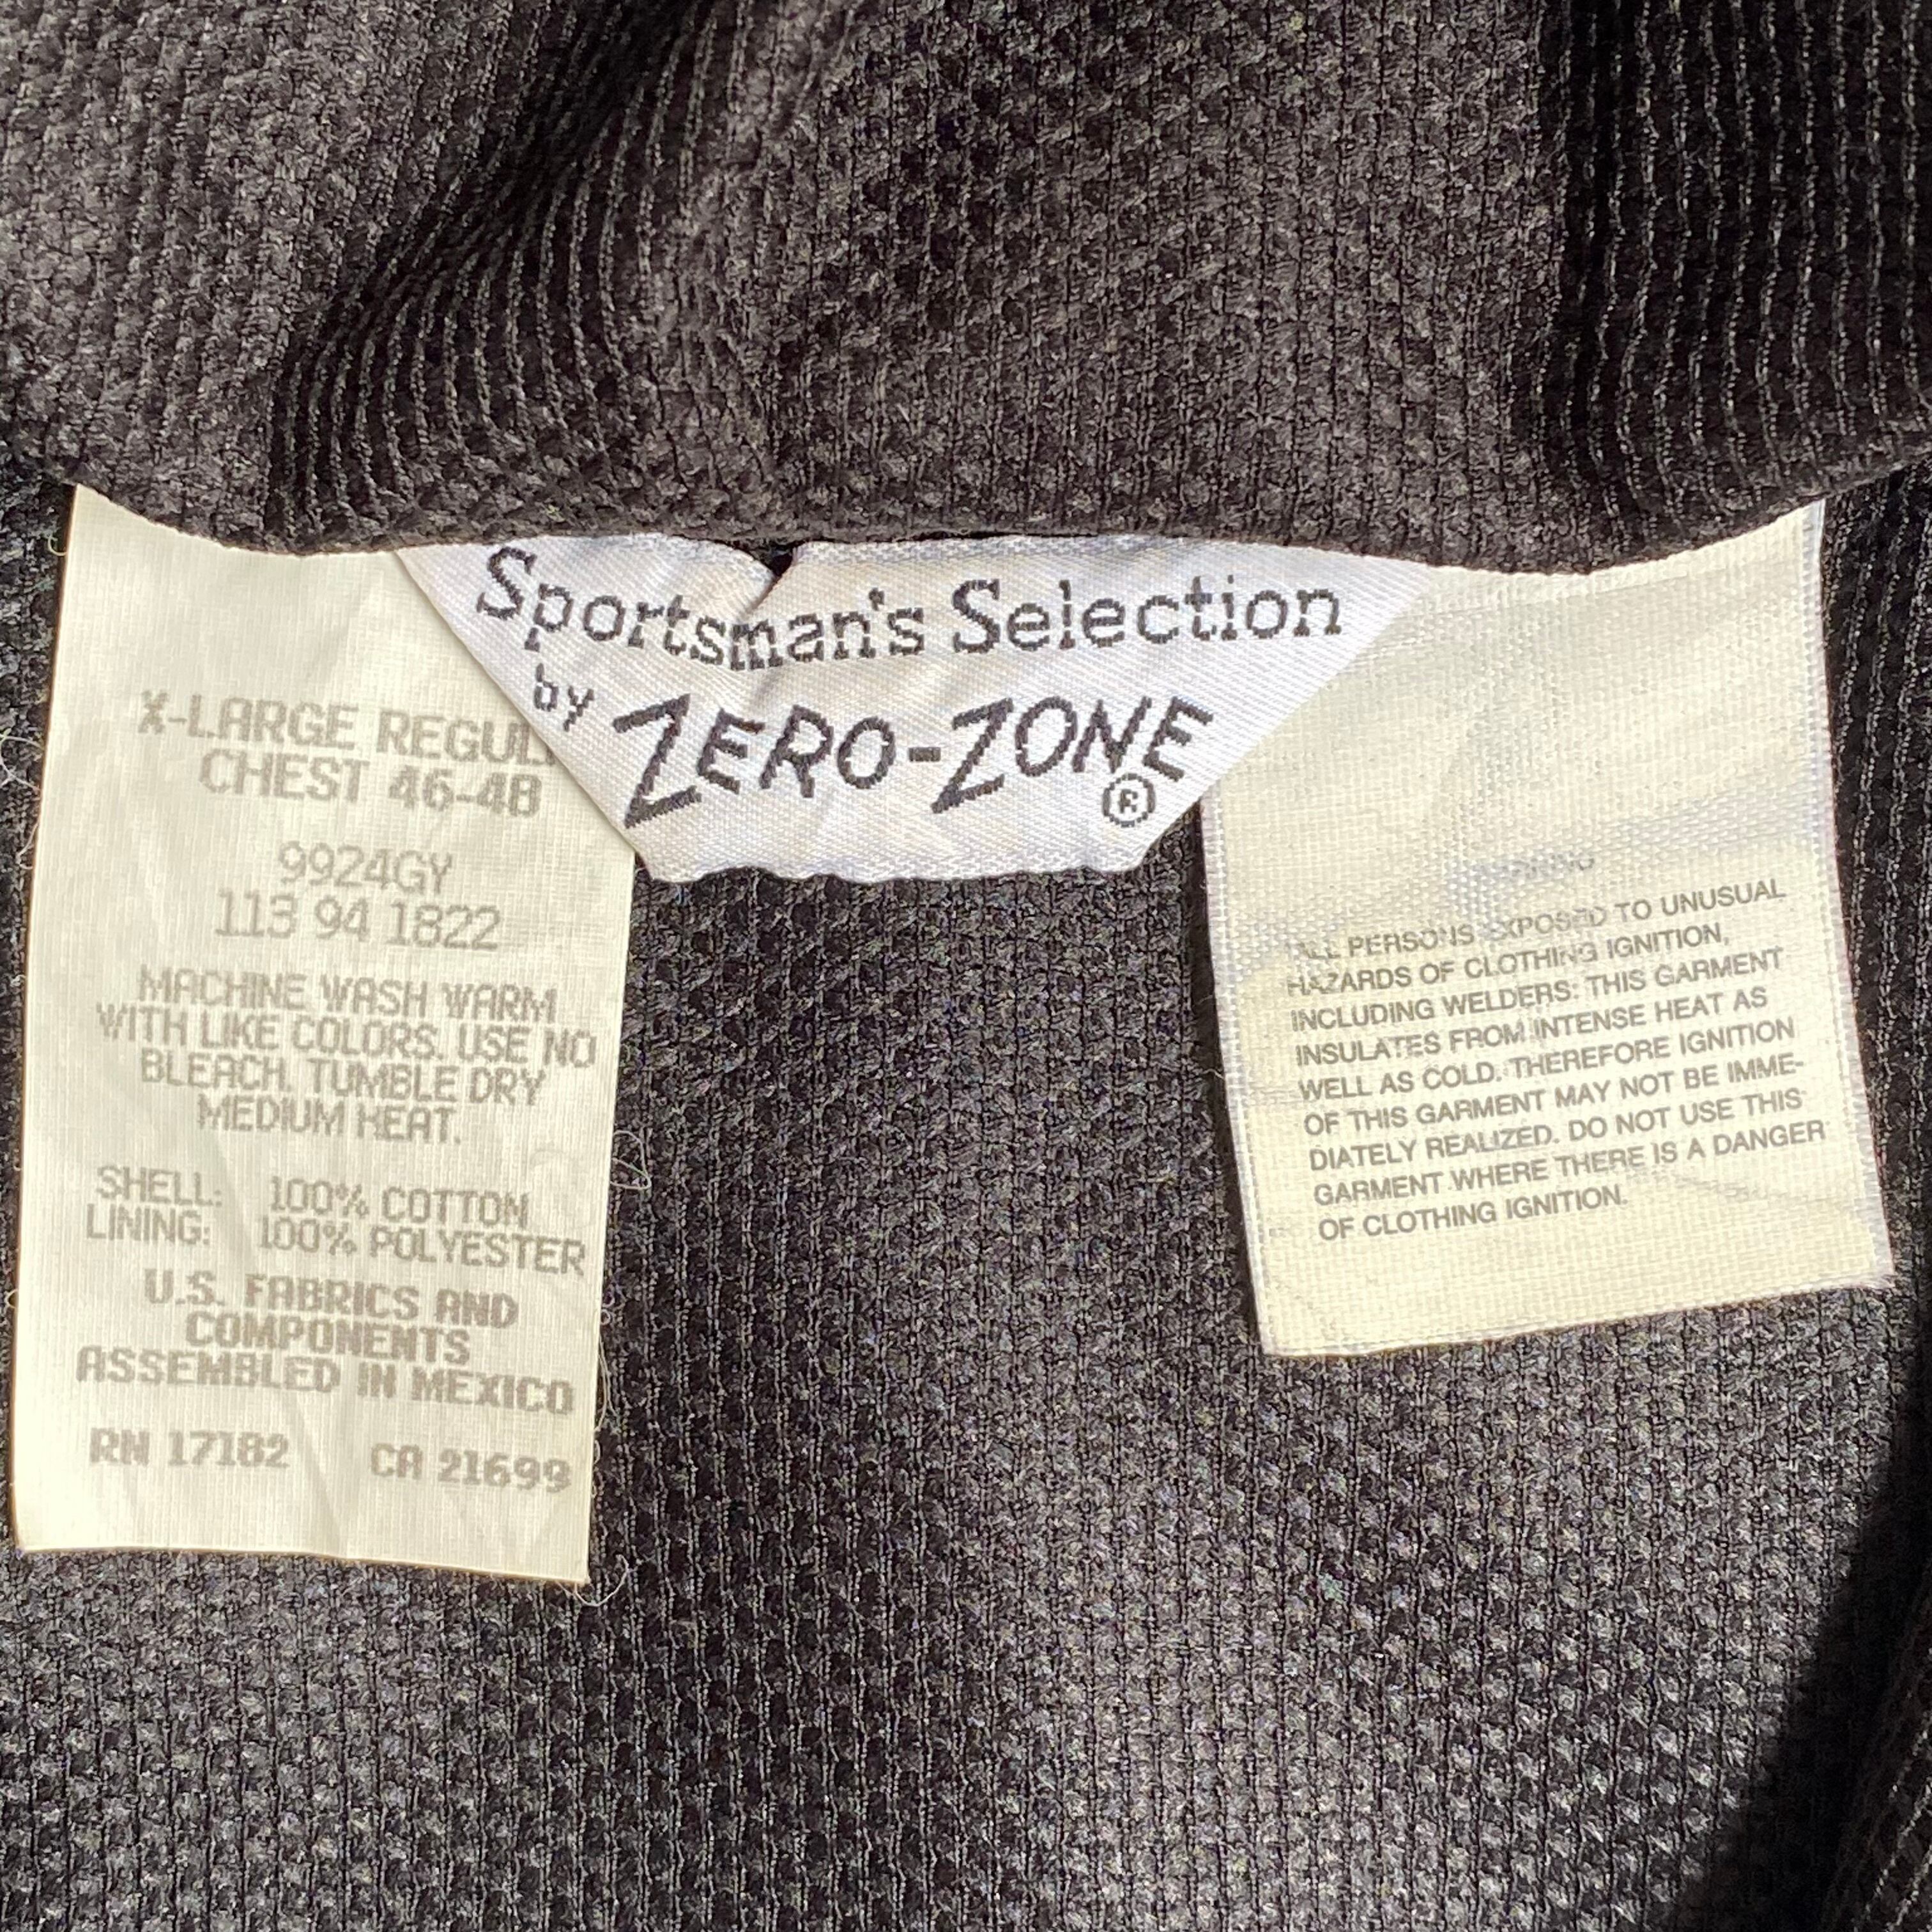 Sportsman's Selection
by ZERO-ZONE
®
X-LARGE
CHEST 46-48
9924GY
113 94 1822
MACHINE WASH WARM
WITH LIKE COLORS. USE NO
BLEACH. TUMBLE DRY
MEDIUM HEAT.
SHELL: 100% COTTON
LINING: 100% POLYESTER
U.S. FABRICS AND
COMPONENTS
ASSEMBLED IN MEXICO
RN 17182 CA 21699
ALL PERSONS EXPOSED TO UNUSUAL
HAZARDS OF CLOTHING IGNITION,
INCLUDING WELDERS: THIS GARMENT
INSULATES FROM INTENSE HEAT AS
WELL AS COLD. THEREFORE IGNITION
OF THIS GARMENT MAY NOT BE IMME-
DIATELY REALIZED. DO NOT USE THIS
GARMENT WHERE THERE IS A DANGER
OF CLOTHING IGNITION.